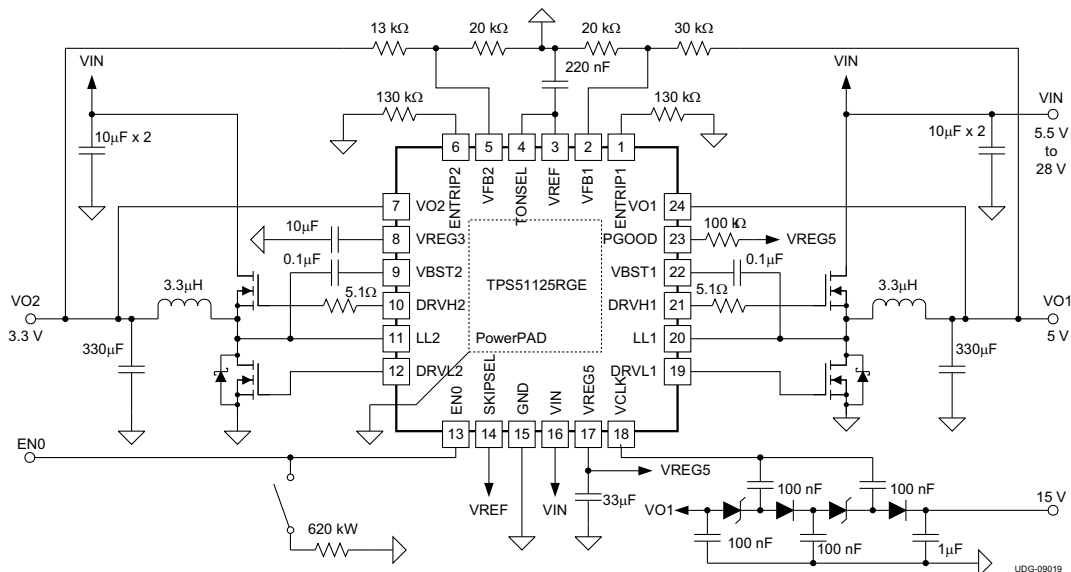 13 kΩ
20 kΩ
20 kΩ
30 kΩ
220 nF
VIN
VIN
130 kΩ
130 kΩ
VIN
5.5 V
to
28 V
10μF x 2
10μF x 2
6
5
4
3
2
1
ENTRIP2
VFB2
TONSEL
VREF
VFB1
ENTRIP1
7
VO2
VO1
24
10μF
8
VREG3
PGOOD
23
100 kΩ
VREG5
0.1μF
9
VBST2
VBST1
22
0.1μF
TPS51125RGE
3.3μH
5.1Ω
10
DRVH2
DRVH1
21
5.1Ω
3.3μH
VO2
3.3 V
VO1
5 V
11
LL2
PowerPAD
LL1
20
330μF
330μF
12
DRVL2
DRVL1
19
EN0
SKIPSEL
GND
VIN
VREG5
VCLK
13
14
15
16
17
18
EN0
VREG5
VREF
VIN
33μF
100 nF
100 nF
VO1
15 V
620 kW
100 nF
100 nF
1μF
UDG-09019